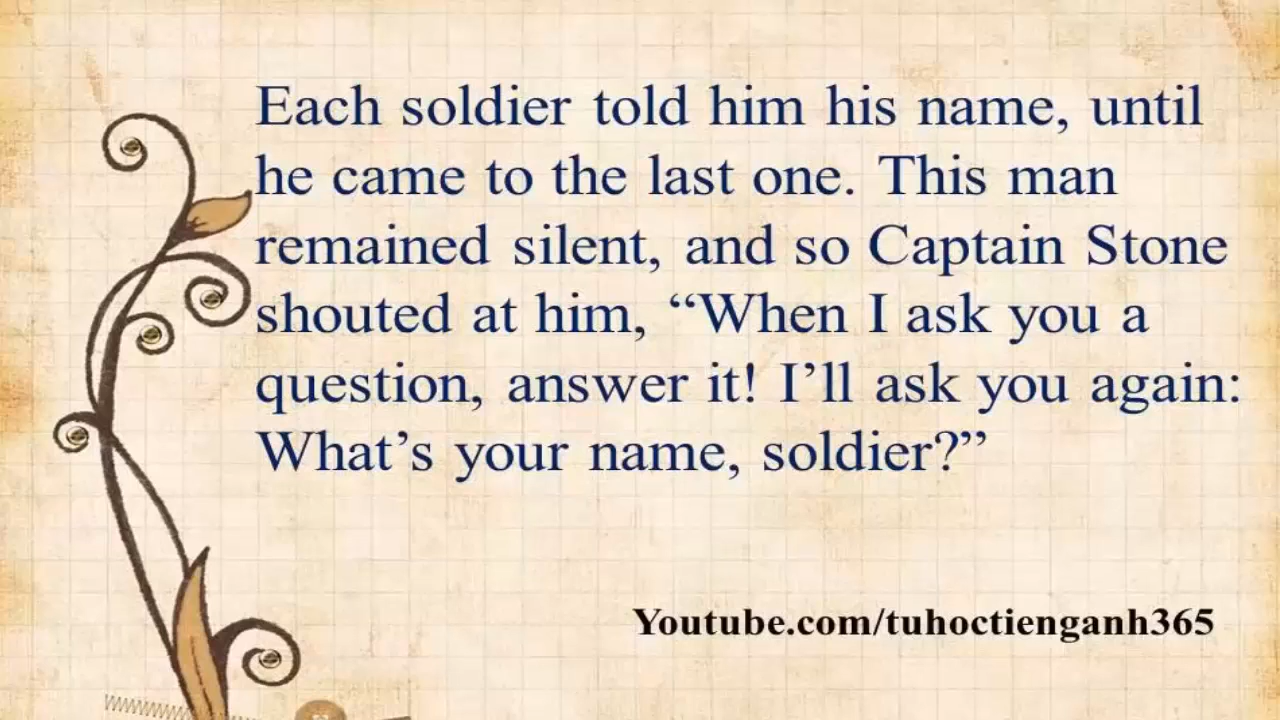 Each soldier told him his name, until
he came to the last one. This man
remained silent, and so Captain Stone
shouted at him, “When I ask you a
question, answer it! I’ll ask you again:
What’s your name, soldier?”
Youtube.com/tuhoctienganh365